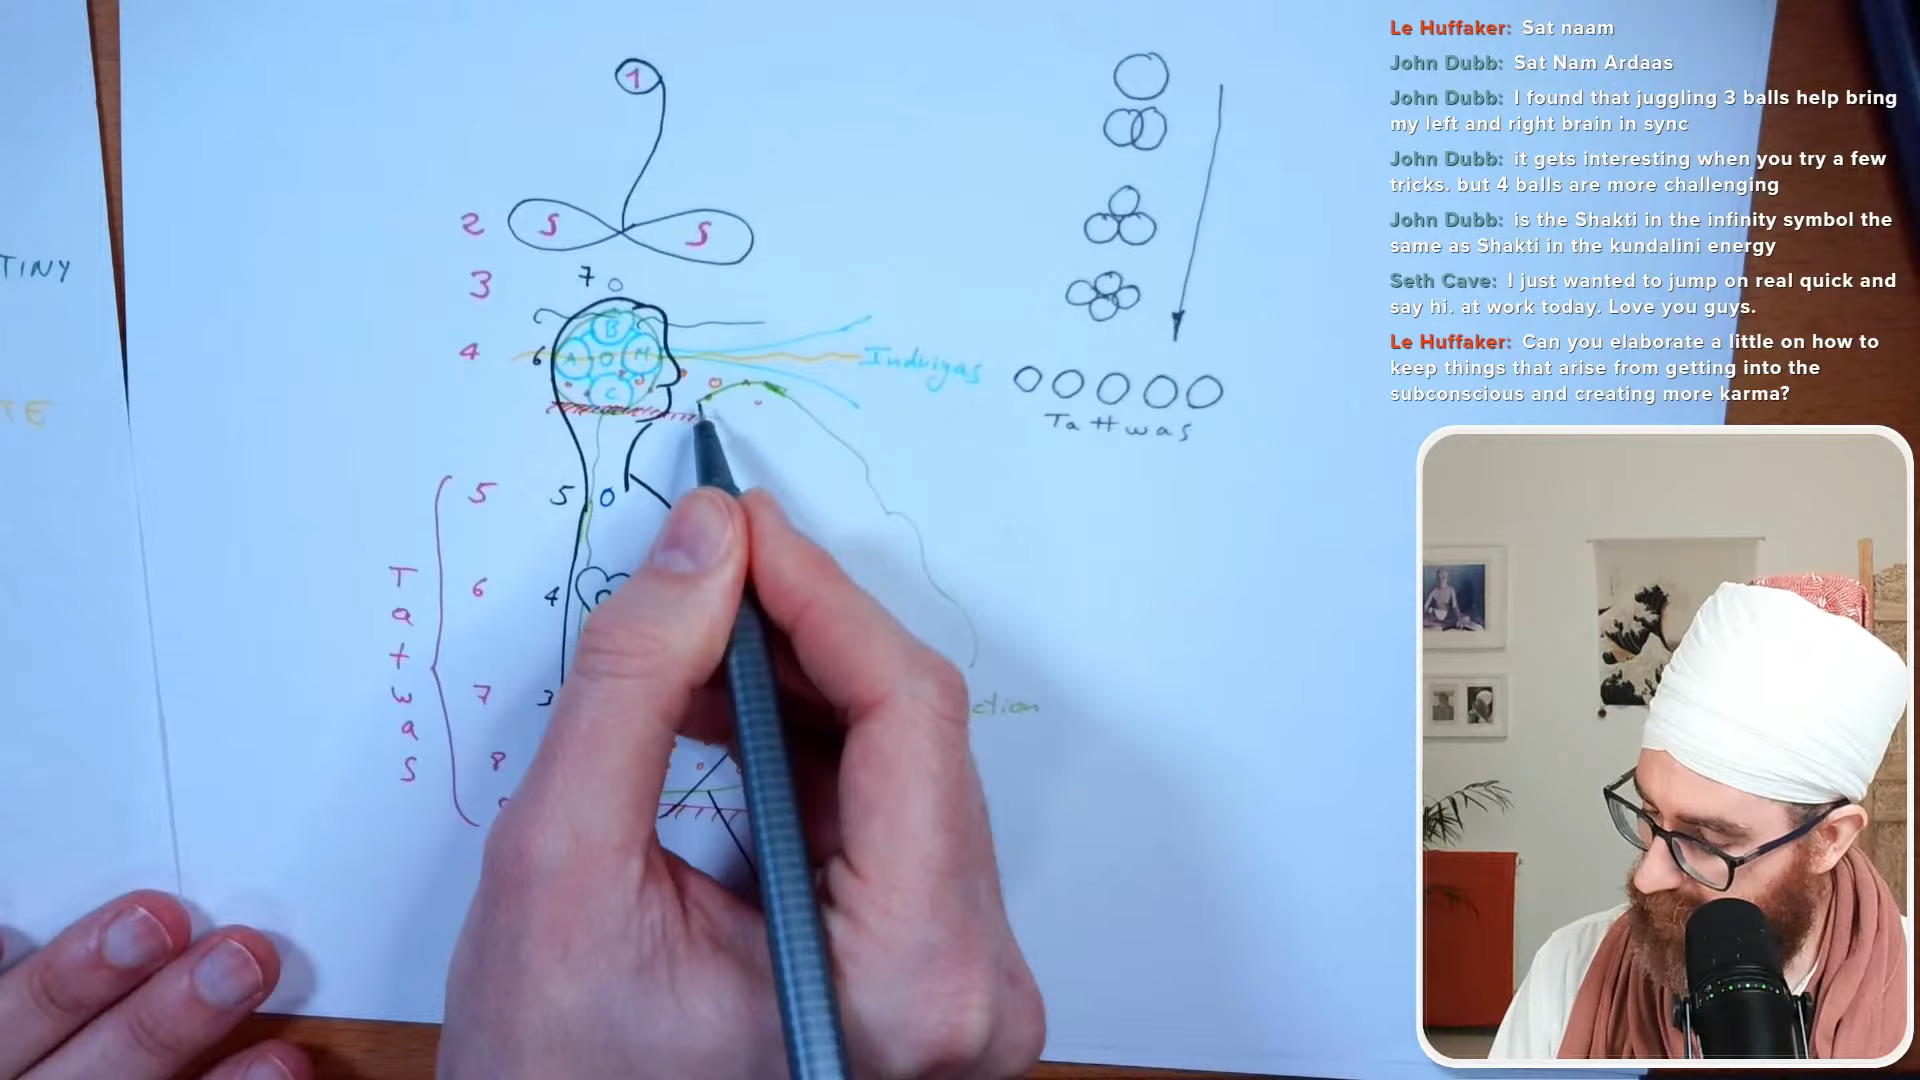 TINY
TE
1
2 S S
3
7
4
6
B
A O M
C
Indriyas
Tattwas
5
5
6
4
7
3
8
Tatwas
ction
Le Huffaker: Sat naam
John Dubb: Sat Nam Ardaas
John Dubb: I found that juggling 3 balls help bring
my left and right brain in sync
John Dubb: it gets interesting when you try a few
tricks. but 4 balls are more challenging
John Dubb: is the Shakti in the infinity symbol the
same as Shakti in the kundalini energy
Seth Cave: I just wanted to jump on real quick and
say hi. at work today. Love you guys.
Le Huffaker: Can you elaborate a little on how to
keep things that arise from getting into the
subconscious and creating more karma?